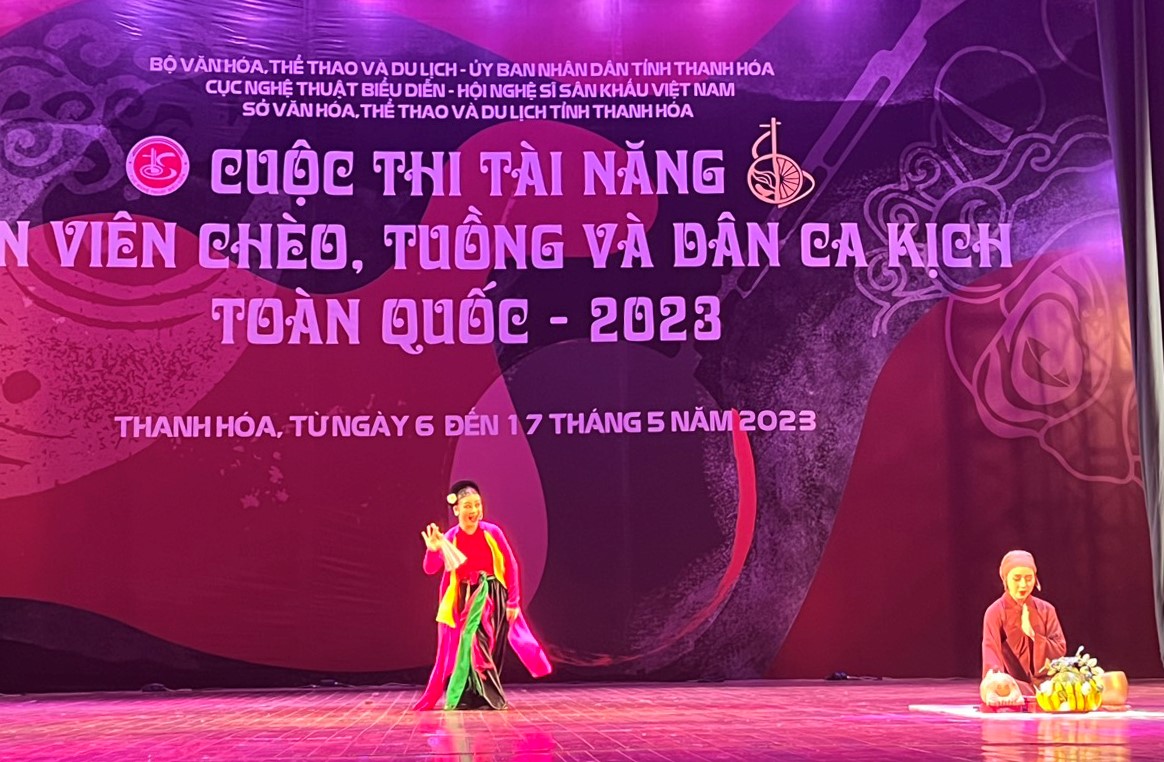 BỘ VĂN HÓA, THỂ THAO VÀ DU LỊCH - ỦY BAN NHÂN DÂN TỈNH THANH HÓA
CỤC NGHỆ THUẬT BIỂU DIỄN - HỘI NGHỆ SĨ SÂN KHẤU VIỆT NAM
SỞ VĂN HÓA, THỂ THAO VÀ DU LỊCH TỈNH THANH HÓA
CUỘC THI TÀI NĂNG
N VIÊN CHÈO, TUỒNG VÀ DÂN CA KỊCH
TOÀN QUỐC - 2023
THANH HÓA, TỪ NGÀY 6 ĐẾN 17 THÁNG 5 NĂM 2023